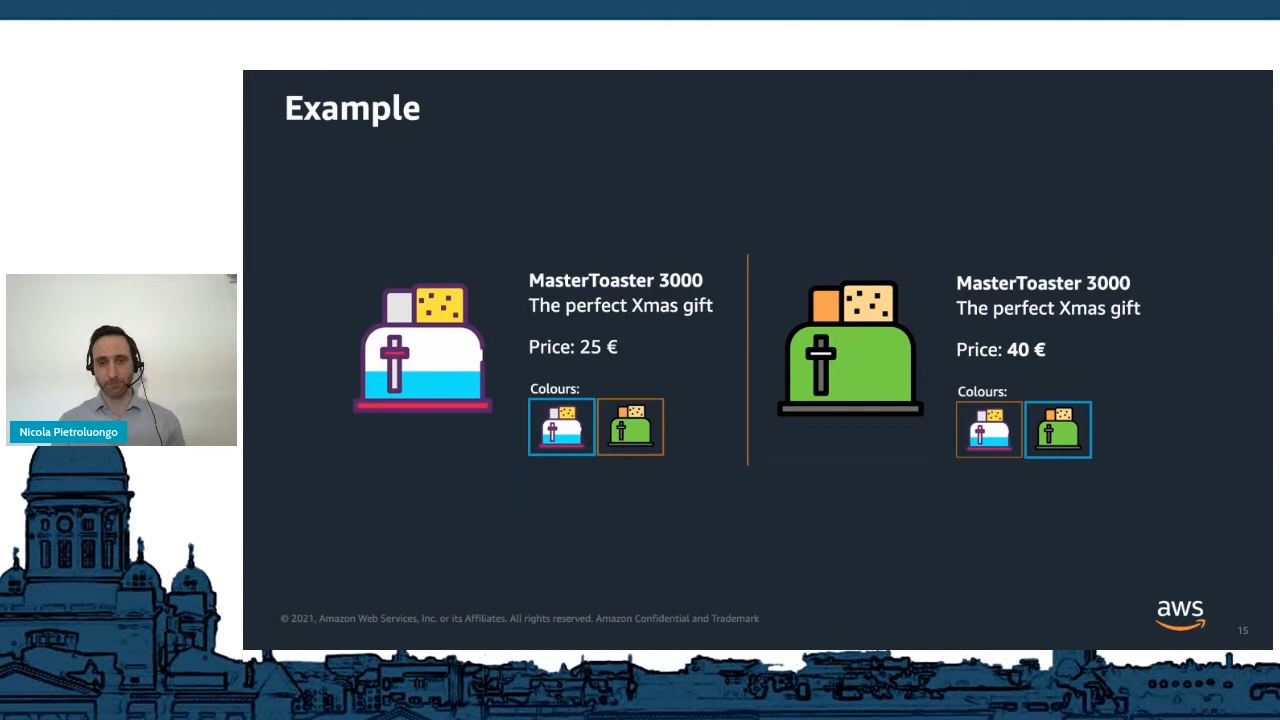 Example
MasterToaster 3000
The perfect Xmas gift
Price: 25 €
Colours:
MasterToaster 3000
The perfect Xmas gift
Price: 40 €
Colours:
Nicola Pietroluongo
© 2021, Amazon Web Services, Inc. or its Affiliates. All rights reserved. Amazon Confidential and Trademark
aws
15